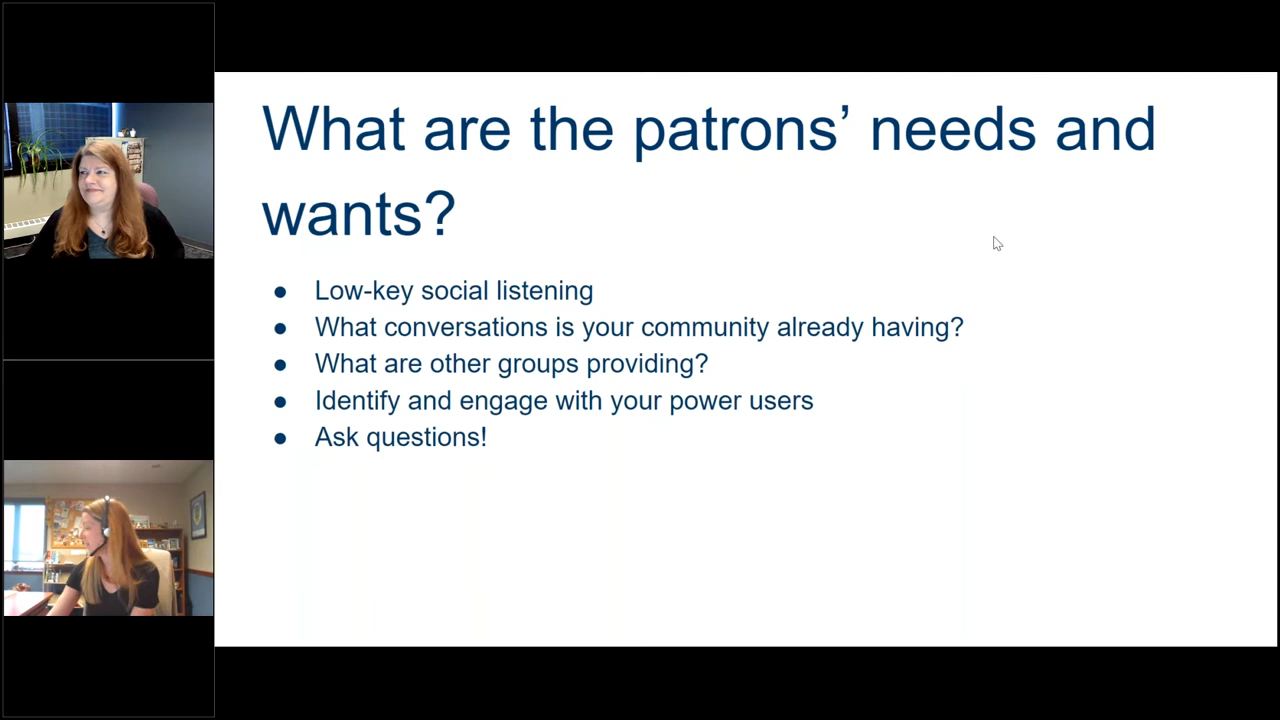 What are the patrons’ needs and
wants?
● Low-key social listening
● What conversations is your community already having?
● What are other groups providing?
● Identify and engage with your power users
● Ask questions!